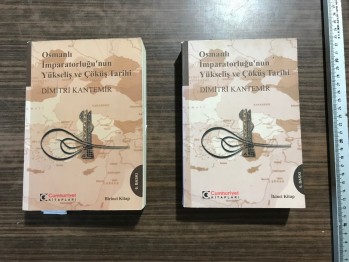 Osmanlı
İmparatorluğu'nun
Yükseliş ve Çöküş Tarihi
DİMİTRİ KANTEMİR
Cumhuriyet
KİTAPLARI
Birinci Kitap
Osmanlı
İmparatorluğu'nun
Yükseliş ve Çöküş Tarihi
DİMİTRİ KANTEMİR
Cumhuriyet
KİTAPLARI
İkinci Kitap